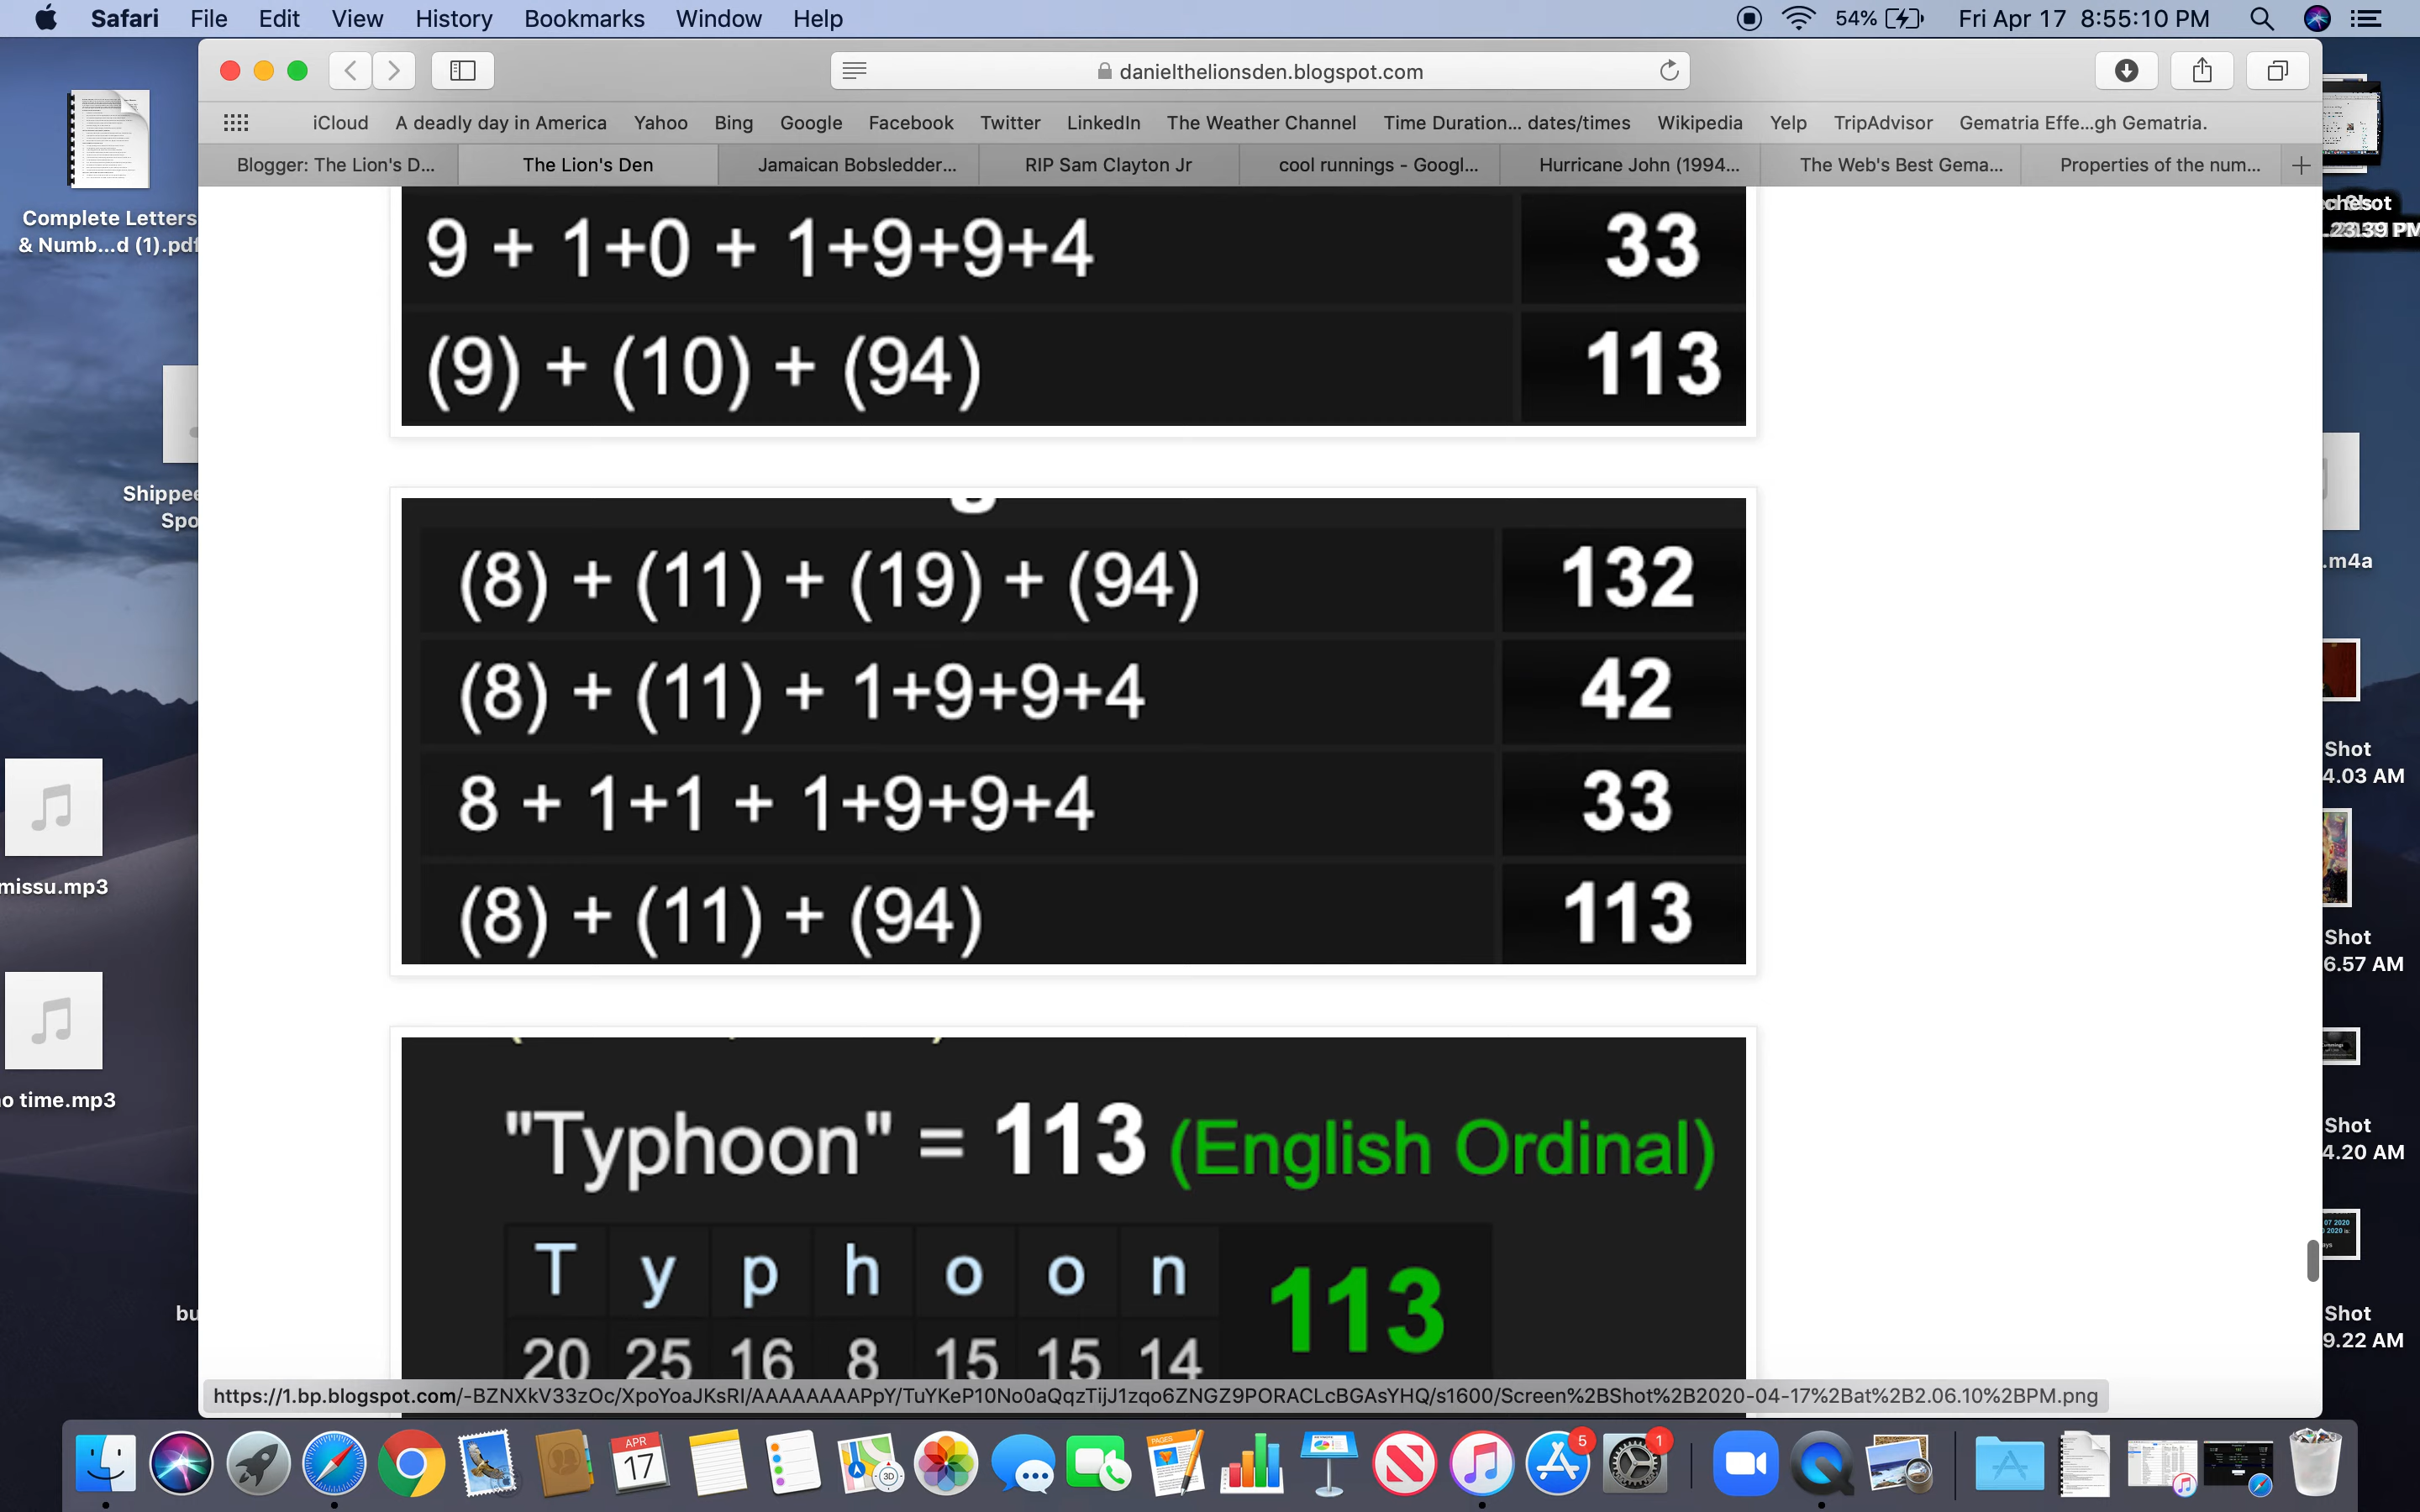 Safari File Edit View History Bookmarks Window Help 54% Fri Apr 17 8:55:10 PM
danielthelionsden.blogspot.com
iCloud A deadly day in America Yahoo Bing Google Facebook Twitter LinkedIn The Weather Channel Time Duration... dates/times Wikipedia Yelp TripAdvisor Gematria Effe...gh Gematria.
Blogger: The Lion's D... The Lion's Den Jamaican Bobsledder... RIP Sam Clayton Jr cool runnings - Googl... Hurricane John (1994... The Web's Best Gema... Properties of the num...
Complete Letters
& Numb...d (1).pdf
Shippee
Spo
missu.mp3
o time.mp3
bu
9 + 1+0 + 1+9+9+4 33
(9) + (10) + (94) 113
(8) + (11) + (19) + (94) 132
(8) + (11) + 1+9+9+4 42
8 + 1+1 + 1+9+9+4 33
(8) + (11) + (94) 113
"Typhoon" = 113 (English Ordinal)
T y p h o o n 113
20 25 16 8 15 15 14
.m4a
Shot
4.03 AM
Shot
6.57 AM
Shot
4.20 AM
Shot
9.22 AM
https://1.bp.blogspot.com/-BZNXkV33zOc/XpoYoaJKsRI/AAAAAAAAPpY/TuYKeP10No0aQqzTijJ1zqo6ZNGZ9PORACLcBGAsYHQ/s1600/Screen%2BShot%2B2020-04-17%2Bat%2B2.06.10%2BPM.png
APR
17
3D
PAGES
5
1